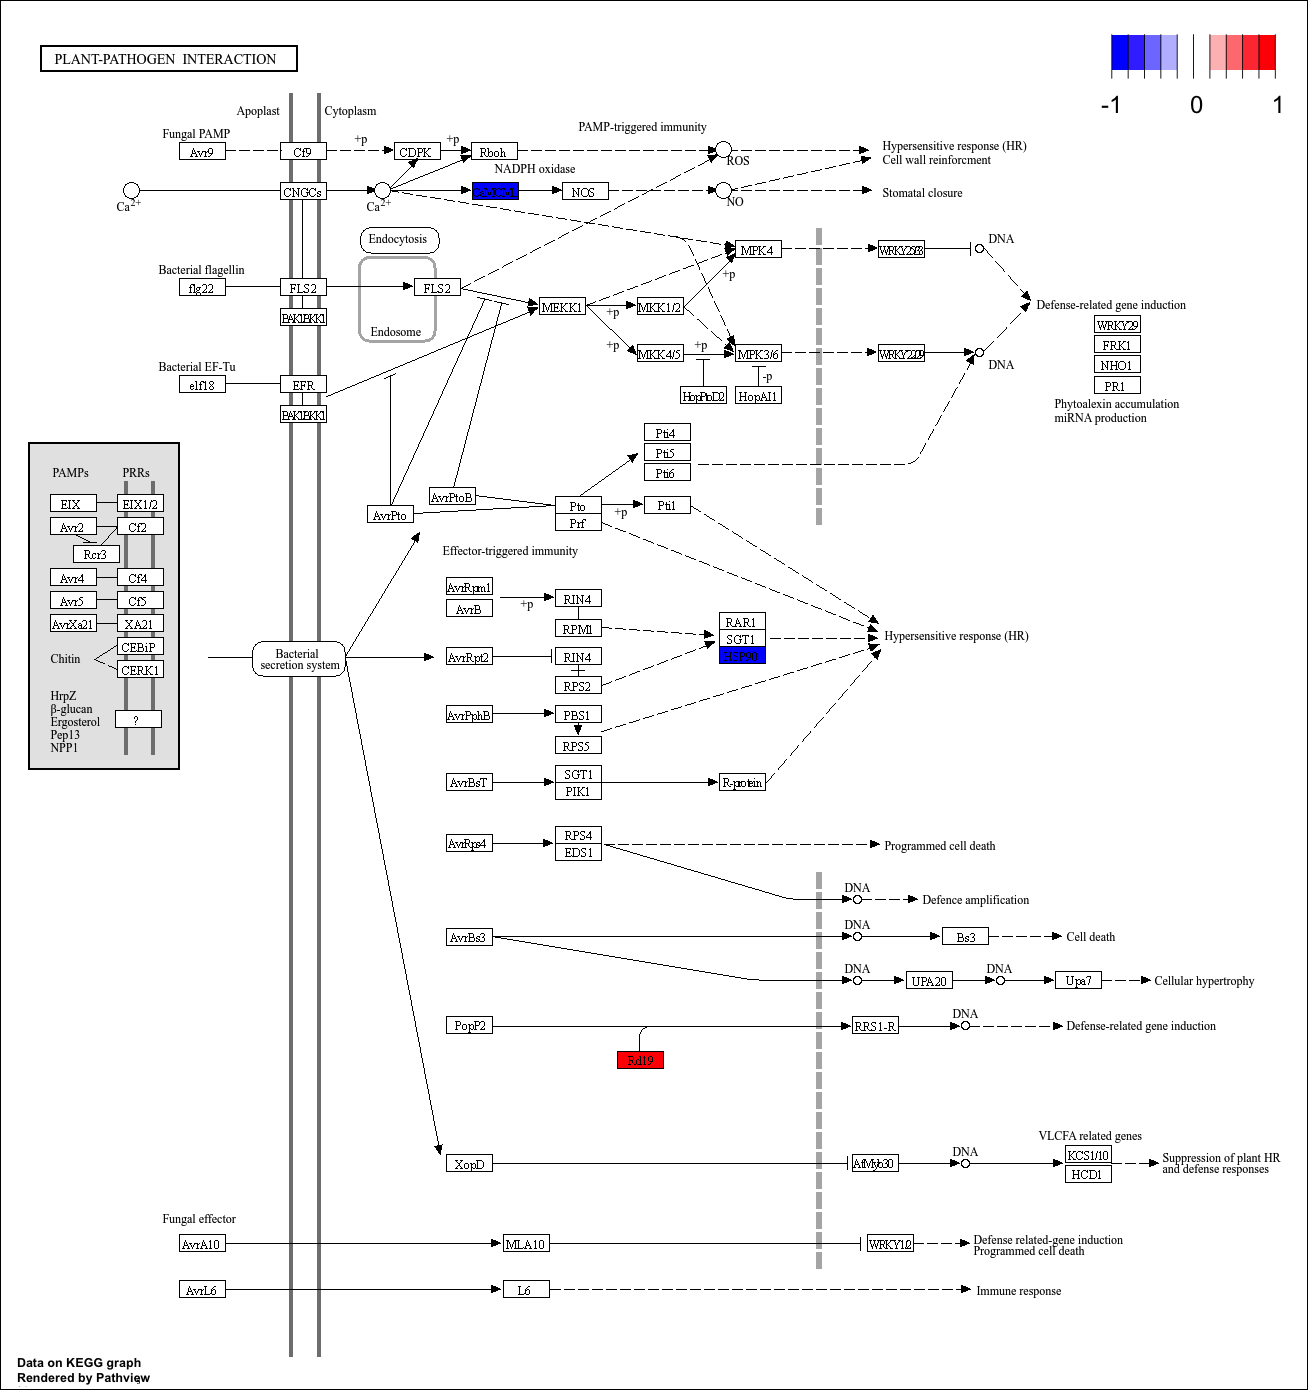 PLANT-PATHOGEN INTERACTION
-1 0 1
Apoplast
Cytoplasm
Fungal PAMP
PAMP-triggered immunity
Avr9
Cf9
+p
CDPK
+p
Rboh
ROS
Hypersensitive response (HR)
Cell wall reinforcment
NADPH oxidase
Ca2+
CNGCs
Ca2+
NOS
NO
Stomatal closure
Endocytosis
MPK4
DNA
Bacterial flagellin
flg22
FLS2
FLS2
+p
BAK1/BKK1
MEKK1
+p
MKK1/2
Defense-related gene induction
WRKY29
FRK1
NHO1
PR1
Phytoalexin accumulation
miRNA production
Endosome
+p
MKK4/5
+p
MPK3/6
DNA
Bacterial EF-Tu
elf18
EFR
-p
HopPtoD2
HopAI1
BAK1/BKK1
Pti4
Pti5
Pti6
AvrPtoB
AvrPto
Pto
Prf
+p
Pti1
PAMPs
PRRs
EIX
EIX1/2
Avr2
Cf2
Rcr3
Avr4
Cf4
Avr5
Cf5
AvrXa21
XA21
Chitin
CEBiP
CERK1
HrpZ
β-glucan
Ergosterol
Pep13
NPP1
?
Effector-triggered immunity
AvrRpm1
AvrB
+p
RIN4
RPM1
RAR1
SGT1
HSP90
Hypersensitive response (HR)
Bacterial
secretion system
AvrRpt2
RIN4
RPS2
AvrPphB
PBS1
RPS5
AvrBsT
SGT1
PIK1
R-protein
AvrRps4
RPS4
EDS1
Programmed cell death
DNA
Defence amplification
AvrBs3
DNA
Bs3
Cell death
DNA
UPA20
DNA
Upa7
Cellular hypertrophy
PopP2
RRS1-R
DNA
Defense-related gene induction
Rd19
VLCFA related genes
XopD
AtMyb30
DNA
KCS1/10
HCD1
Suppression of plant HR
and defense responses
Fungal effector
AvrA10
MLA10
WRKY1/2
Defense related-gene induction
Programmed cell death
AvrL6
L6
Immune response
Data on KEGG graph
Rendered by Pathview